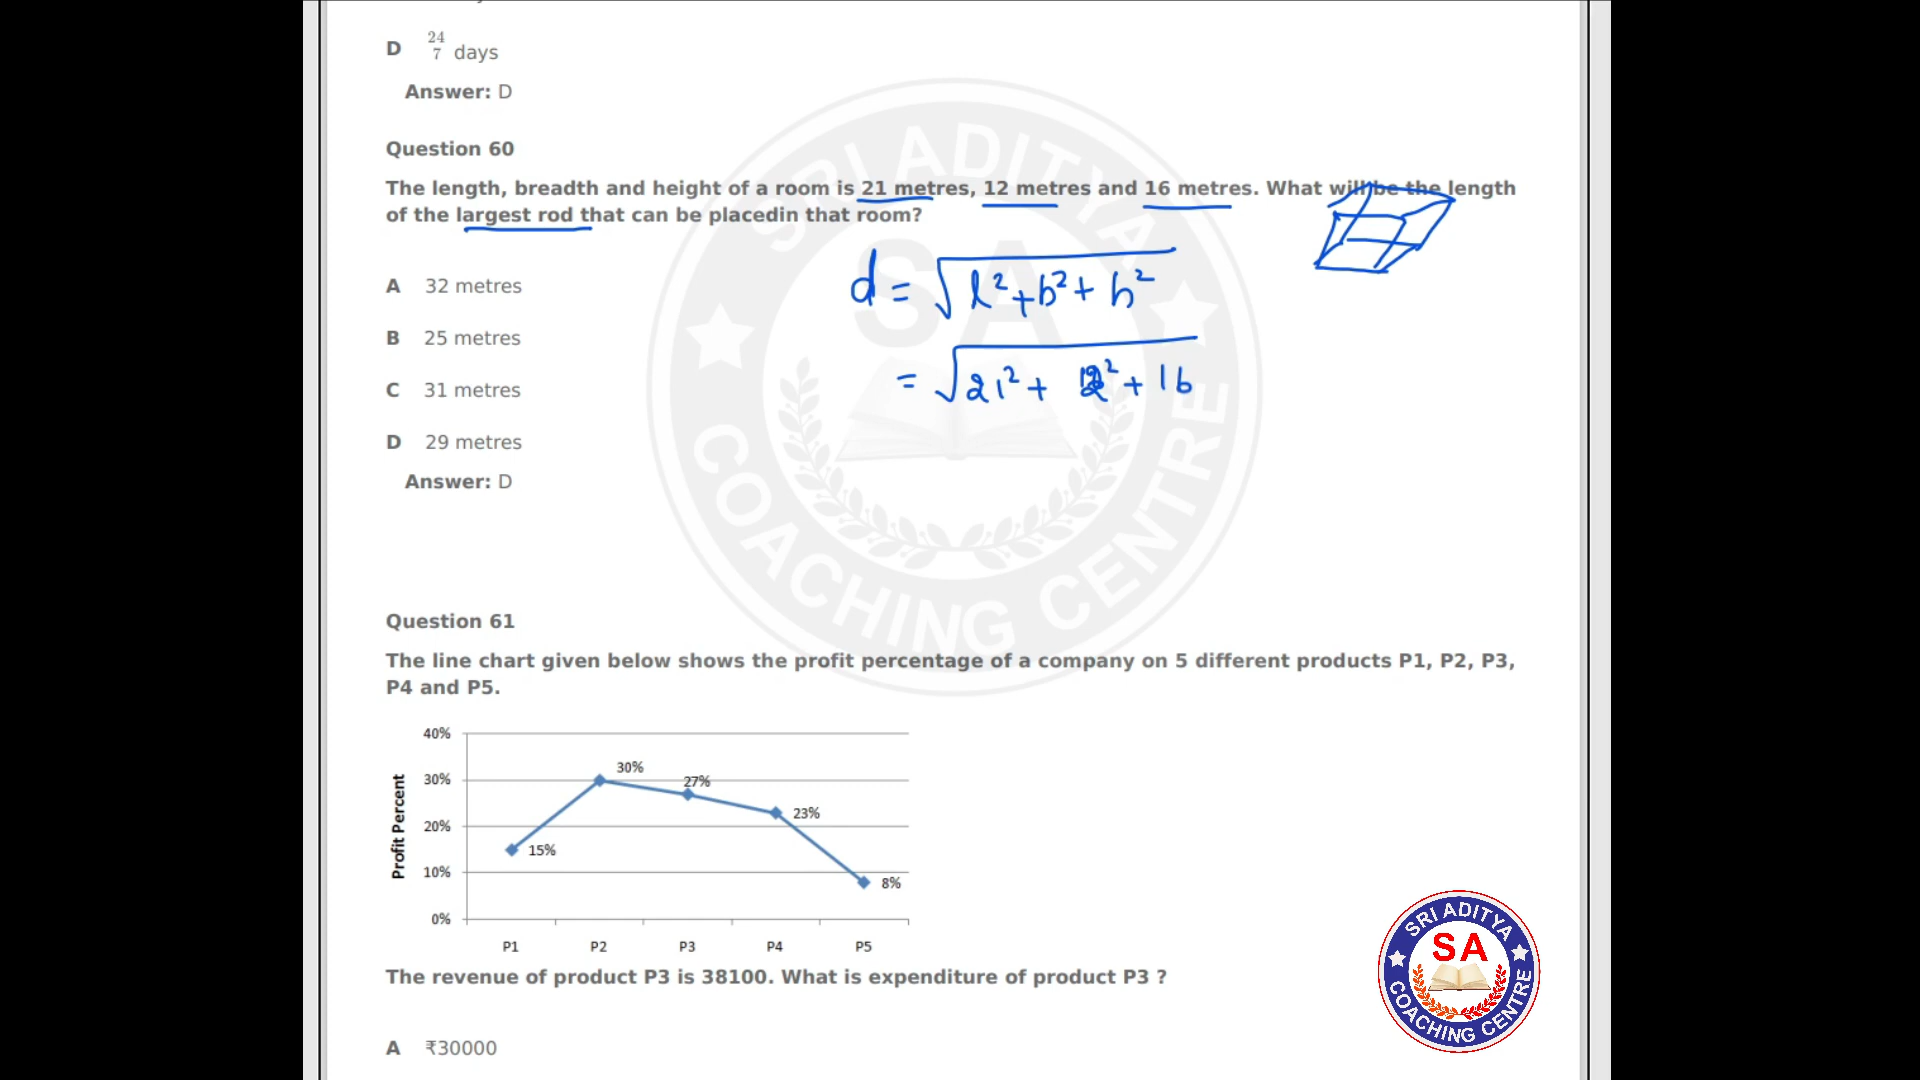 D 24/7 days
Answer: D
Question 60
The length, breadth and height of a room is 21 metres, 12 metres and 16 metres. What will be the length
of the largest rod that can be placedin that room?
d = √l²+b²+h²
A 32 metres
B 25 metres
= √21² + 12² + 16
C 31 metres
D 29 metres
Answer: D
SRI ADITYA
SA
COACHING CENTRE
Question 61
The line chart given below shows the profit percentage of a company on 5 different products P1, P2, P3,
P4 and P5.
Profit Percent
40%
30%
20%
10%
0%
15%
30%
27%
23%
8%
P1 P2 P3 P4 P5
The revenue of product P3 is 38100. What is expenditure of product P3 ?
A ₹30000
SRI ADITYA
SA
COACHING CENTRE